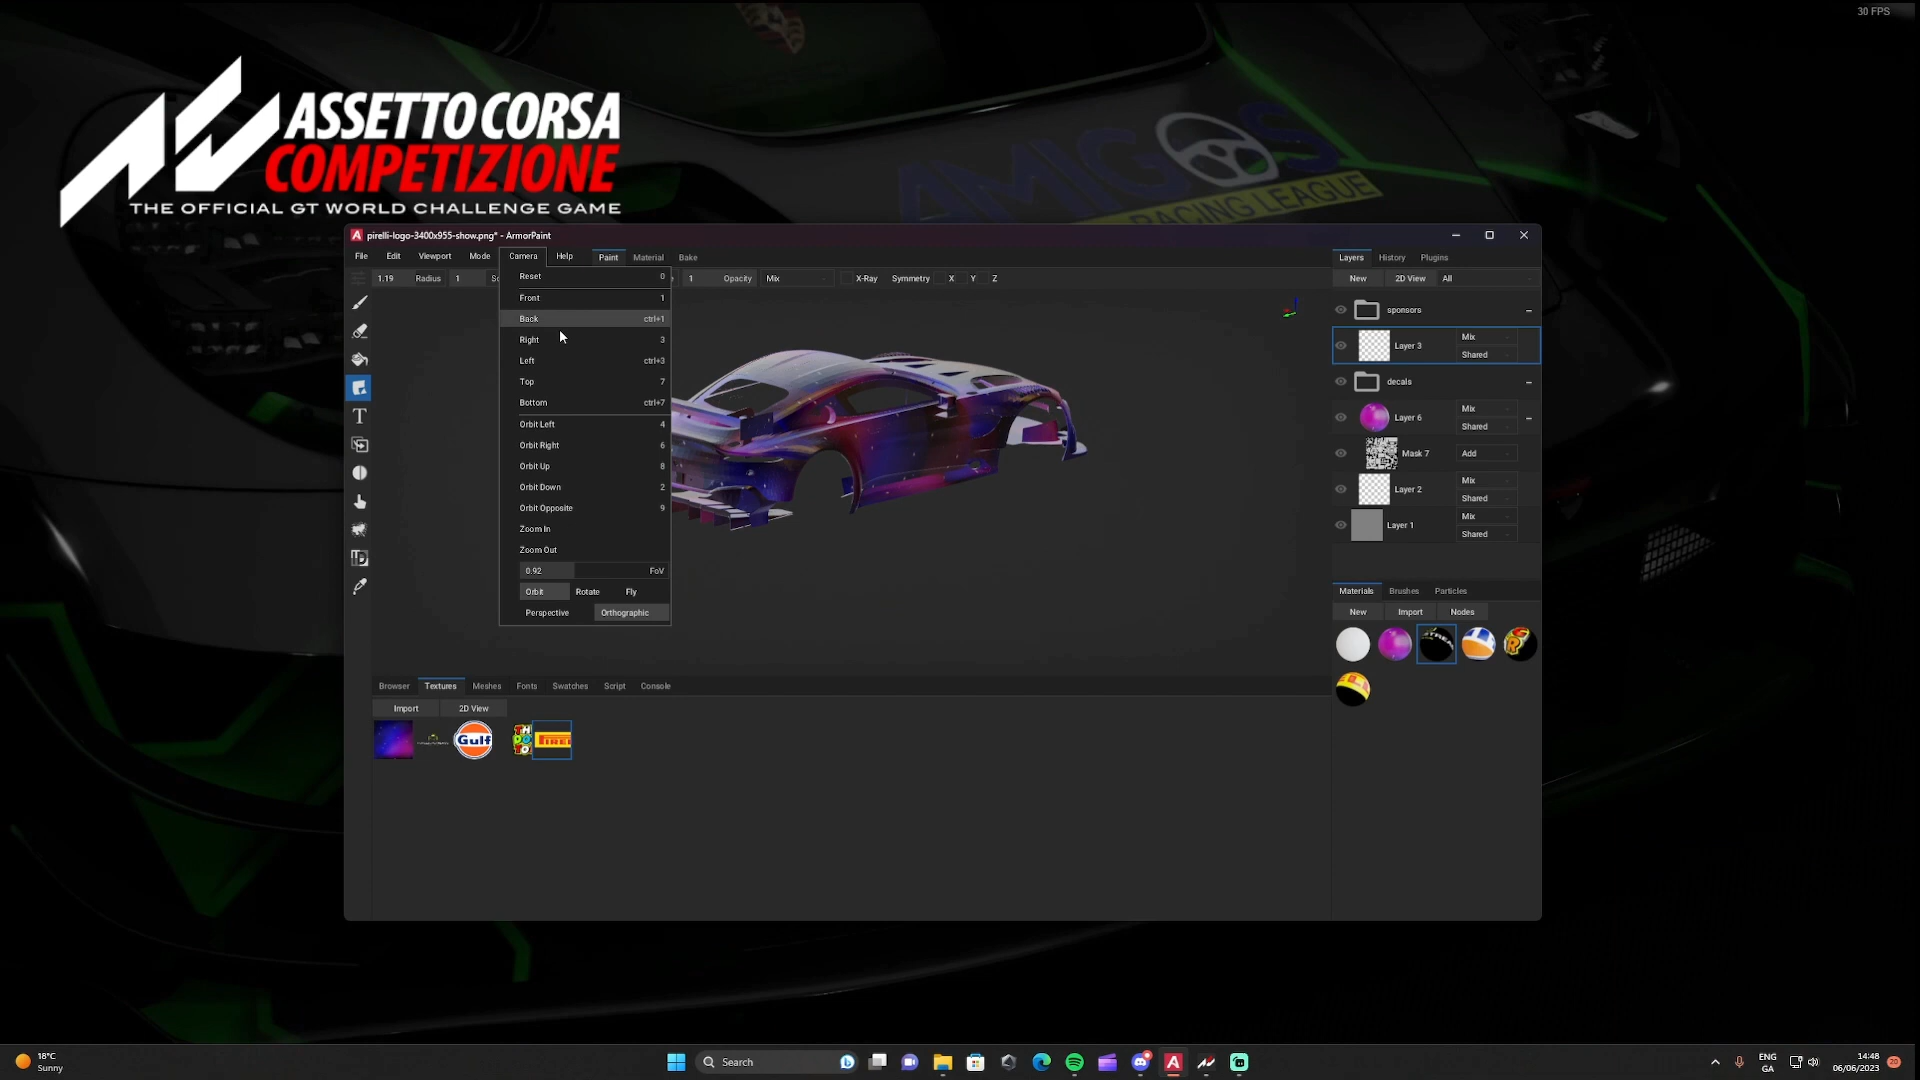 30 FPS
ASSETTO CORSA
COMPETIZIONE
THE OFFICIAL GT WORLD CHALLENGE GAME
AMIGOS
RACING LEAGUE
pirelli-logo-3400x955-show.png* - ArmorPaint
File Edit Viewport Mode Camera Help Paint Material Bake
Layers History Plugins
1.19 Radius 1 1 Opacity Mix X-Ray Symmetry X Y Z
New 2D View All
Reset 0
Front 1
Back ctrl+1
Right 3
Left ctrl+3
Top 7
Bottom ctrl+7
Orbit Left 4
Orbit Right 6
Orbit Up 8
Orbit Down 2
Orbit Opposite 9
Zoom In
Zoom Out
0.92 FoV
Orbit Rotate Fly
Perspective Orthographic
sponsors
Layer 3 Mix
Shared
decals
Layer 6 Mix
Shared
Mask 7 Add
Layer 2 Mix
Shared
Layer 1 Mix
Shared
Materials Brushes Particles
New Import Nodes
Browser Textures Meshes Fonts Swatches Script Console
Import 2D View
Gulf
18°C
Sunny
Search
ENG
GA
14:48
06/06/2023
20